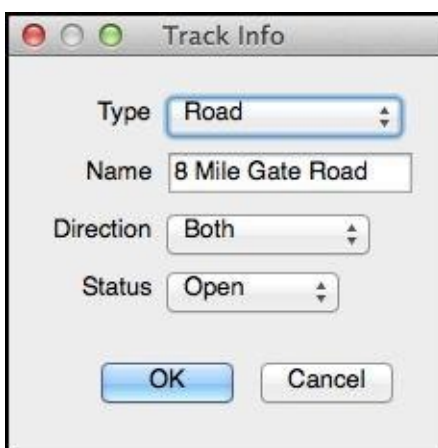 Track Info
Type Road
Name 8 Mile Gate Road
Direction Both
Status Open
OK Cancel